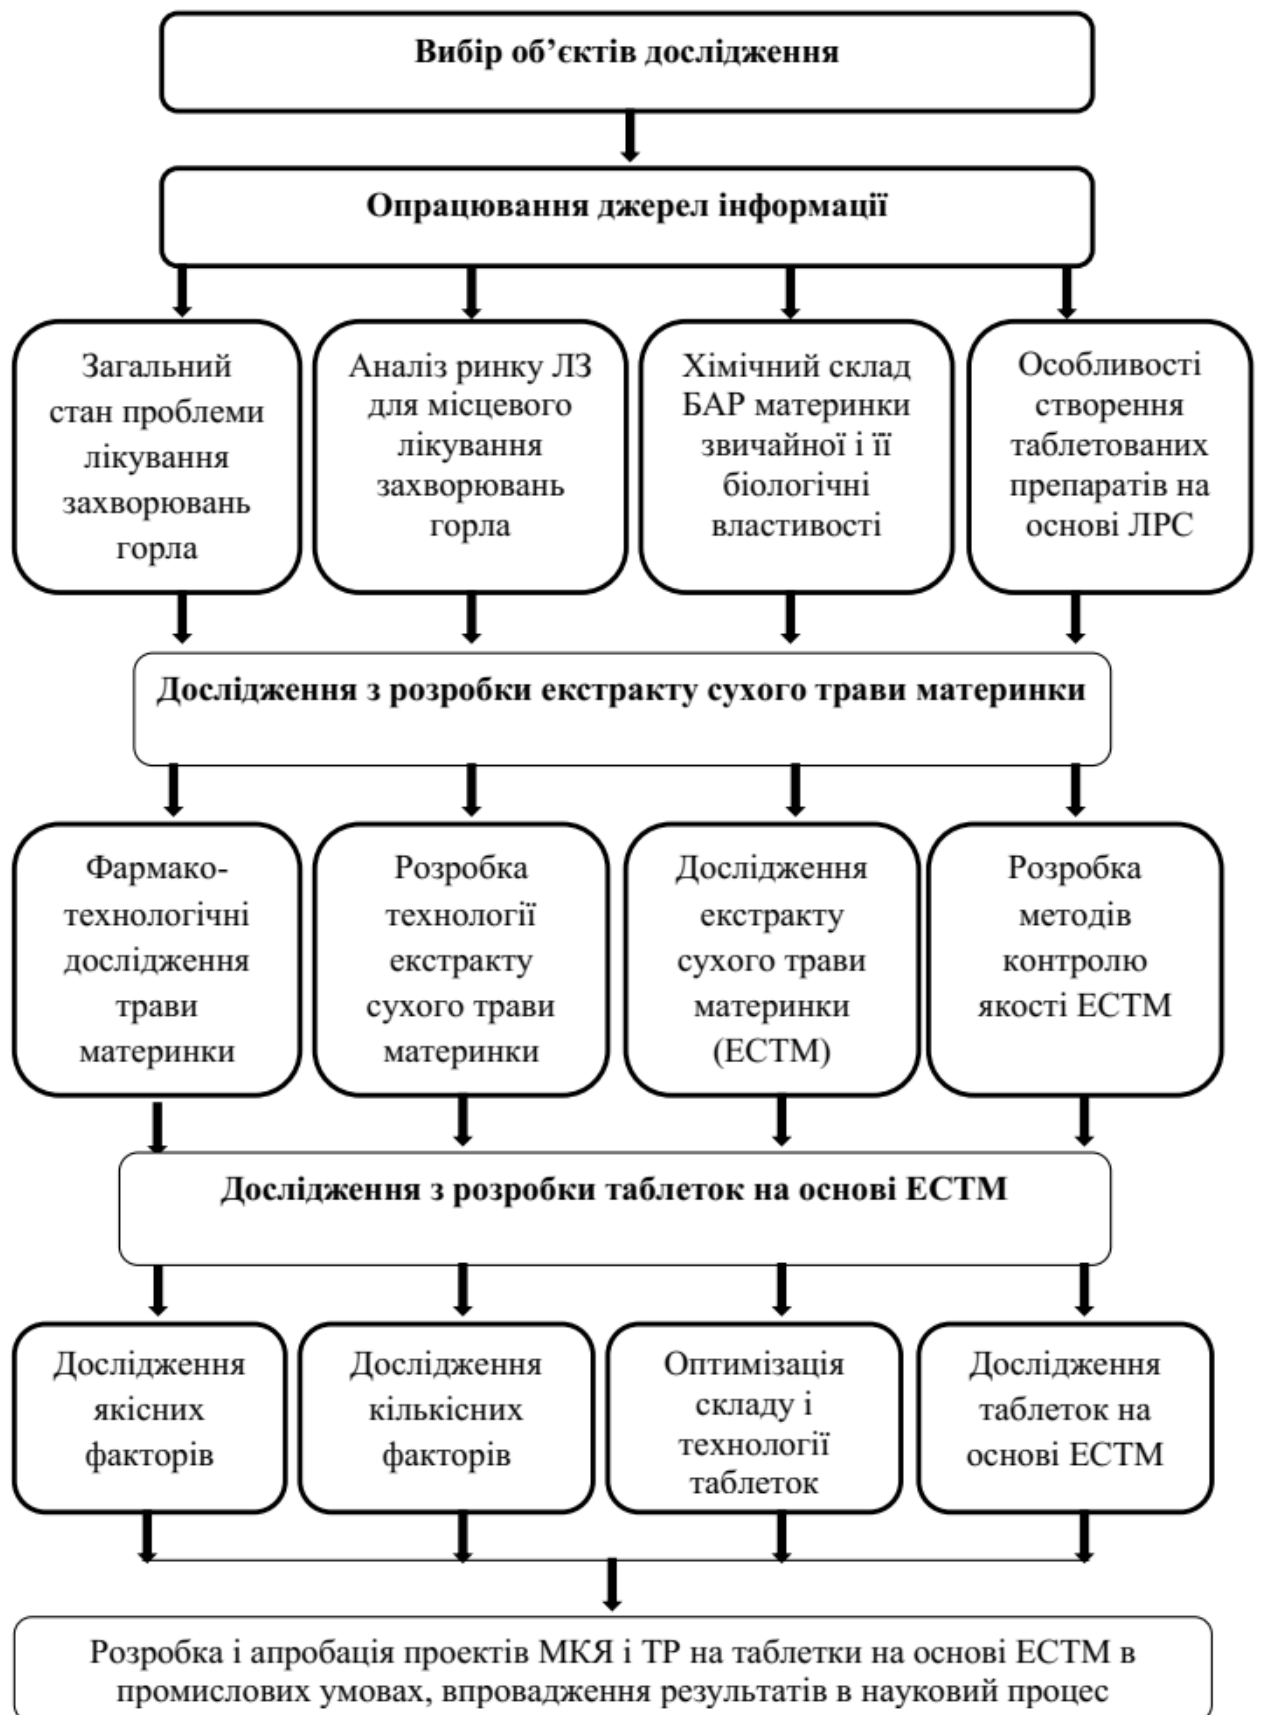 Вибір об’єктів дослідження
Опрацювання джерел інформації
Загальний
стан проблеми
лікування
захворювань
горла
Аналіз ринку ЛЗ
для місцевого
лікування
захворювань
горла
Хімічний склад
БАР материнки
звичайної і її
біологічні
властивості
Особливості
створення
таблетованих
препаратів на
основі ЛРС
Дослідження з розробки екстракту сухого трави материнки
Фармако-
технологічні
дослідження
трави
материнки
Розробка
технології
екстракту
сухого трави
материнки
Дослідження
екстракту
сухого трави
материнки
(ЕСТМ)
Розробка
методів
контролю
якості ЕСТМ
Дослідження з розробки таблеток на основі ЕСТМ
Дослідження
якісних
факторів
Дослідження
кількісних
факторів
Оптимізація
складу і
технології
таблеток
Дослідження
таблеток на
основі ЕСТМ
Розробка і апробація проектів МКЯ і ТР на таблетки на основі ЕСТМ в
промислових умовах, впровадження результатів в науковий процес